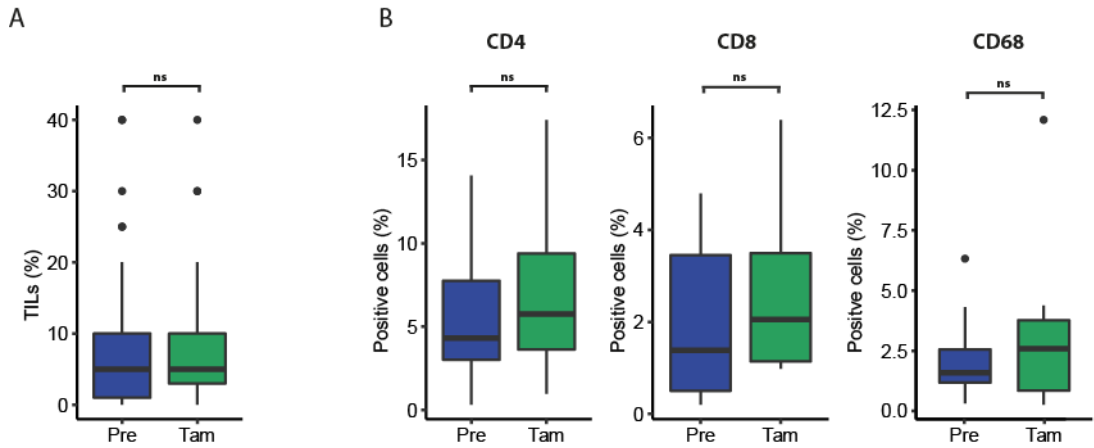 A
ns
TILs (%)
40
30
20
10
0
Pre Tam
B
CD4
ns
Positive cells (%)
15
10
5
0
Pre Tam
CD8
ns
Positive cells (%)
6
4
2
0
Pre Tam
CD68
ns
Positive cells (%)
12.5
10.0
7.5
5.0
2.5
0.0
Pre Tam